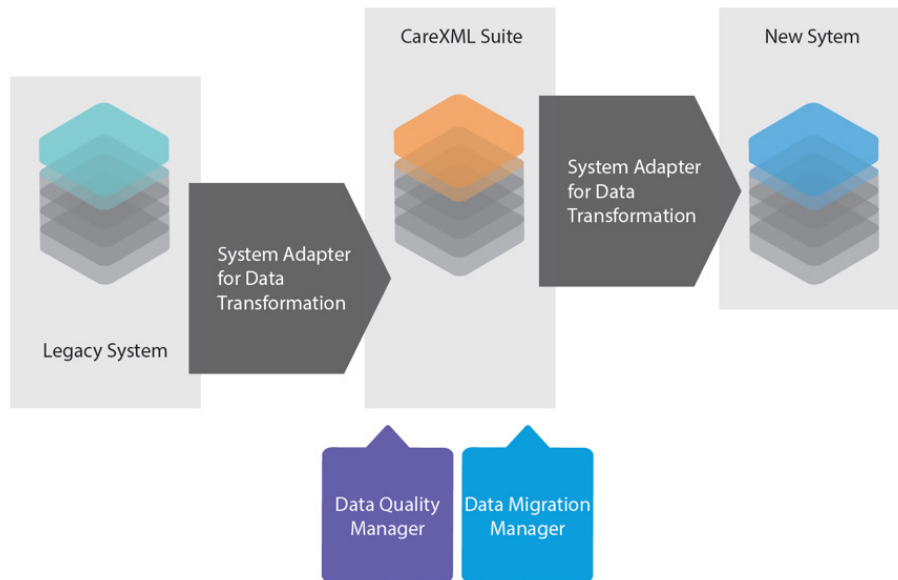 CareXML Suite
New Sytem
System Adapter
for Data
Transformation
System Adapter
for Data
Transformation
Legacy System
Data Quality
Manager
Data Migration
Manager